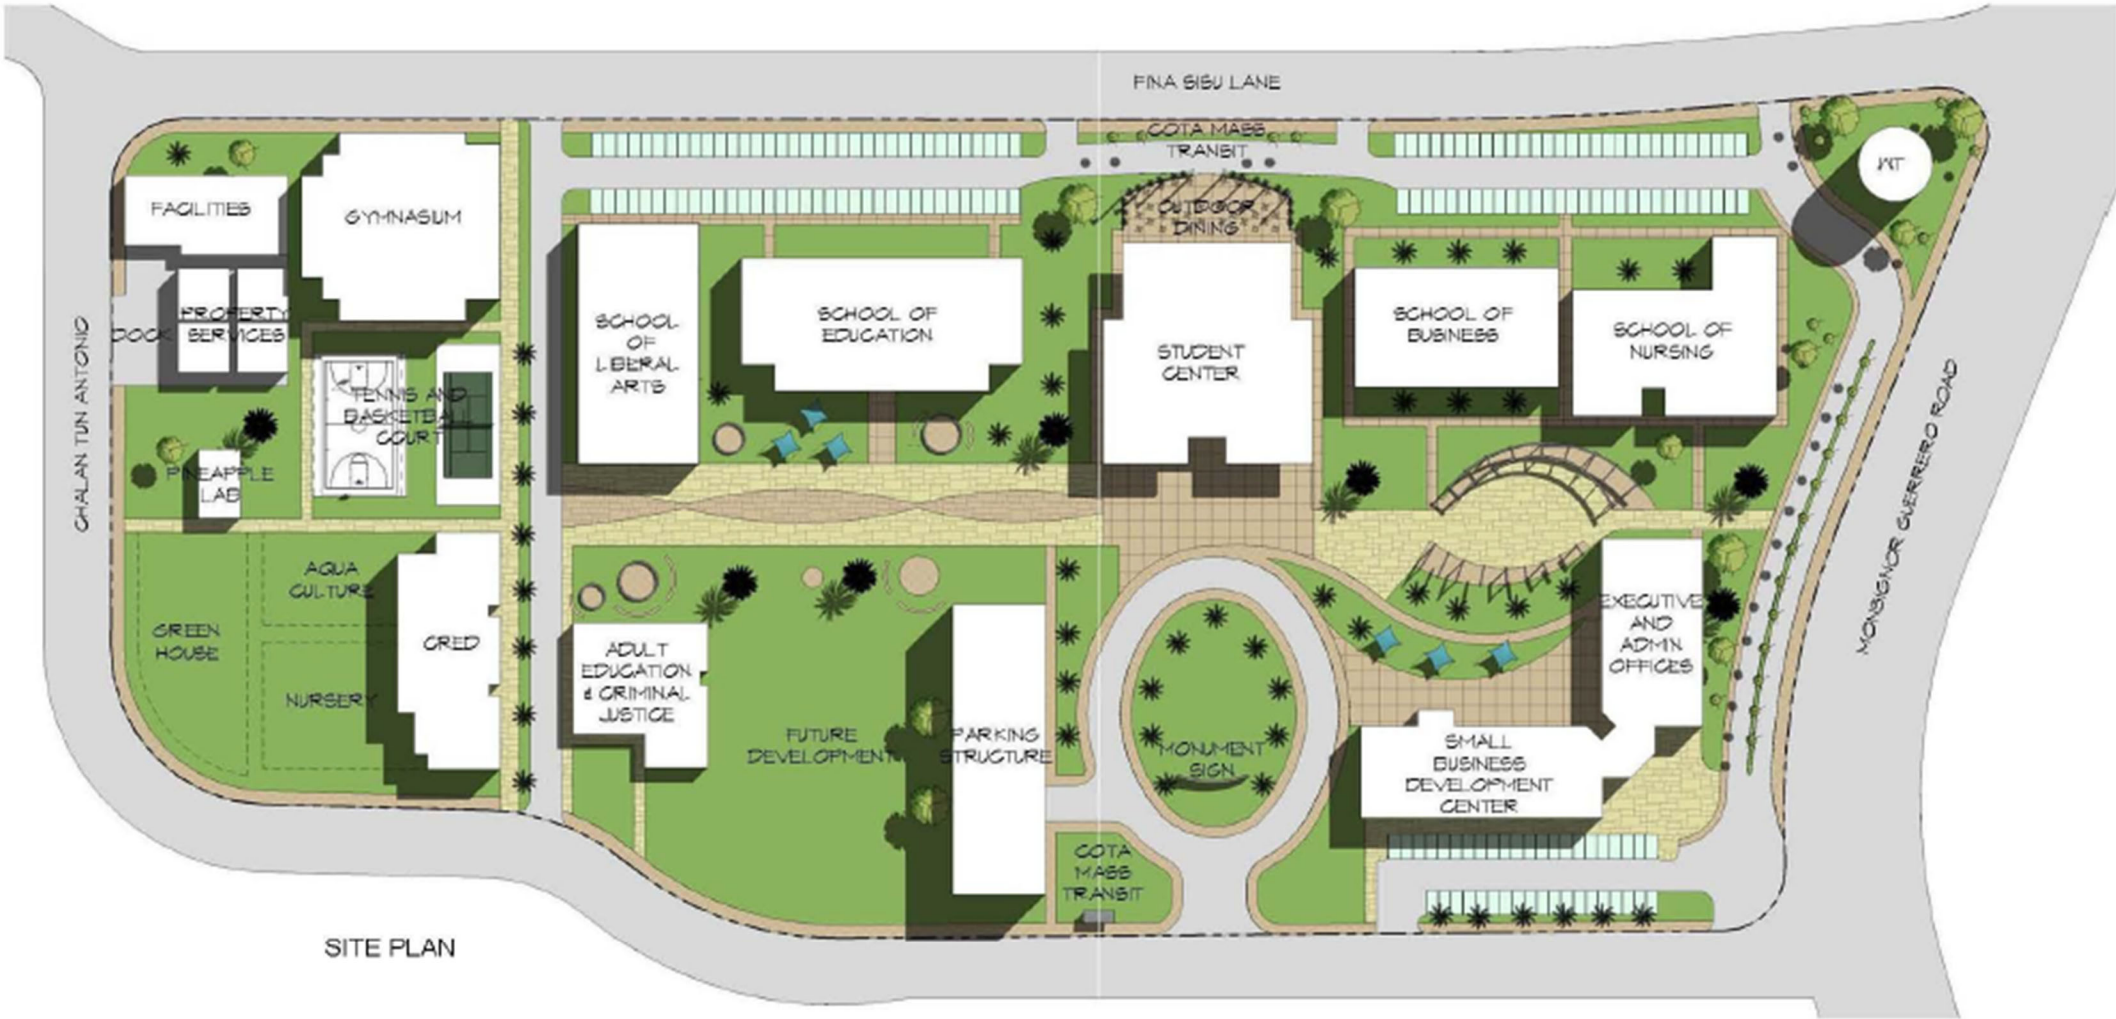 FINA SISU LANE
COTA MASS
TRANSIT
WT
FACILITIES
GYMNASIUM
OUTDOOR
DINING
PROPERTY
SERVICES
DOCK
SCHOOL
OF
LIBERAL
ARTS
SCHOOL OF
EDUCATION
STUDENT
CENTER
SCHOOL OF
BUSINESS
SCHOOL OF
NURSING
CHALAN TUN ANTONIO
TENNIS AND
BASKETBALL
COURT
PINEAPPLE
LAB
MONSIGNOR GUERRERO ROAD
AQUA
CULTURE
GREEN
HOUSE
NURSERY
CRED
ADULT
EDUCATION
& CRIMINAL
JUSTICE
FUTURE
DEVELOPMENT
PARKING
STRUCTURE
MONUMENT
SIGN
EXECUTIVE
AND
ADMIN
OFFICES
SMALL
BUSINESS
DEVELOPMENT
CENTER
COTA
MASS
TRANSIT
SITE PLAN